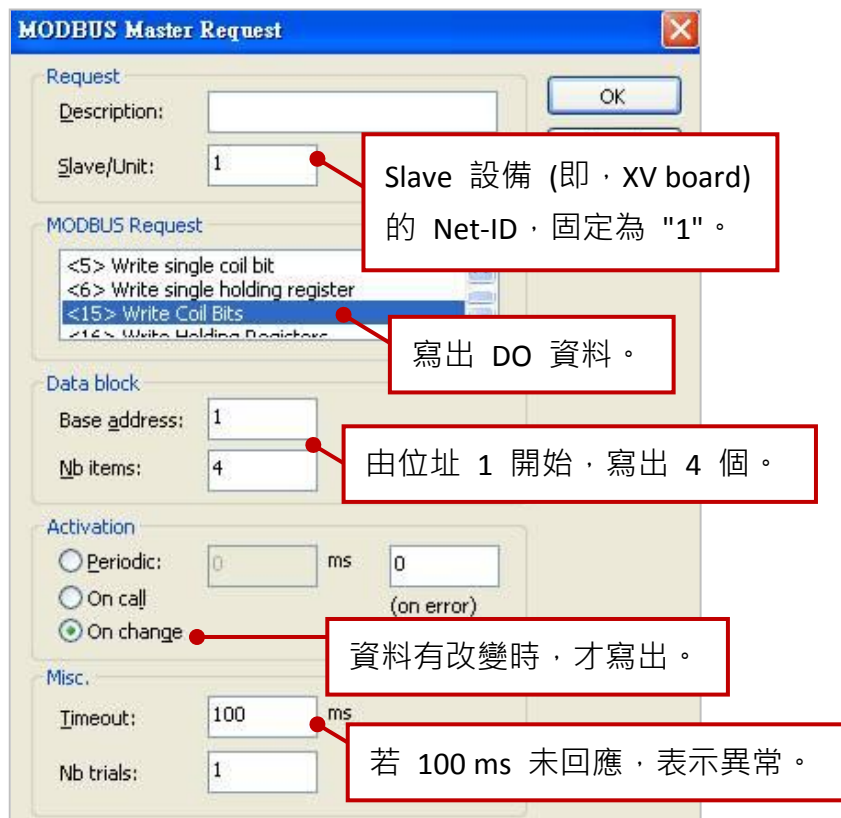 MODBUS Master Request
Request
OK
Description:
Slave/Unit: 1
Slave 設備 (即，XV board)
的 Net-ID，固定為 "1"。
MODBUS Request
<5> Write single coil bit
<6> Write single holding register
<15> Write Coil Bits
<16> Write Holding Registers
寫出 DO 資料。
Data block
Base address: 1
Nb items: 4
由位址 1 開始，寫出 4 個。
Activation
Periodic: 0 ms 0
On call (on error)
On change
資料有改變時，才寫出。
Misc.
Timeout: 100 ms
若 100 ms 未回應，表示異常。
Nb trials: 1